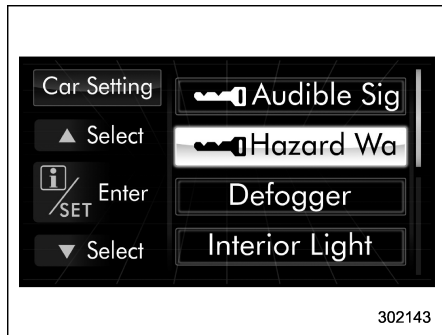 Car Setting
▲ Select
i/SET Enter
▼ Select
Audible Sig
Hazard Wa
Defogger
Interior Light
302143